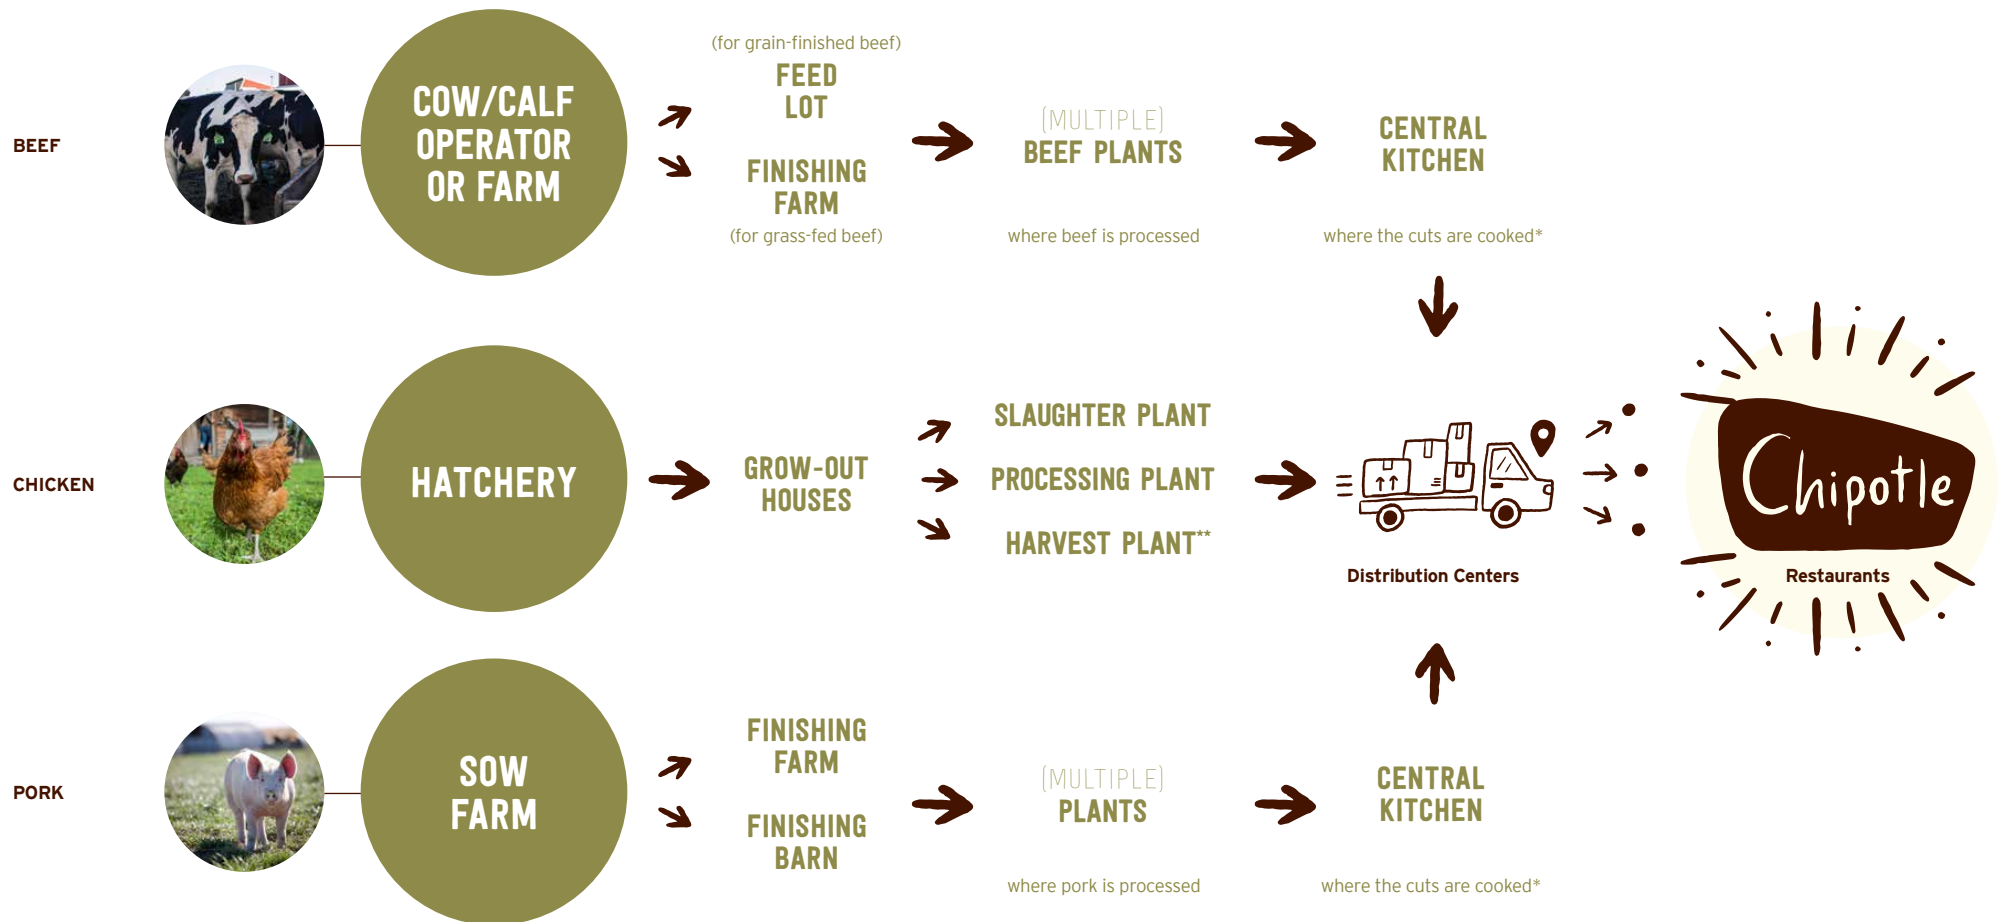 BEEF
COW/CALF
OPERATOR
OR FARM
(for grain-finished beef)
FEED
LOT
FINISHING
FARM
(for grass-fed beef)
(MULTIPLE)
BEEF PLANTS
where beef is processed
CENTRAL
KITCHEN
where the cuts are cooked*
CHICKEN
HATCHERY
GROW-OUT
HOUSES
SLAUGHTER PLANT
PROCESSING PLANT
HARVEST PLANT**
Distribution Centers
Chipotle
Restaurants
PORK
SOW
FARM
FINISHING
FARM
FINISHING
BARN
(MULTIPLE)
PLANTS
where pork is processed
CENTRAL
KITCHEN
where the cuts are cooked*